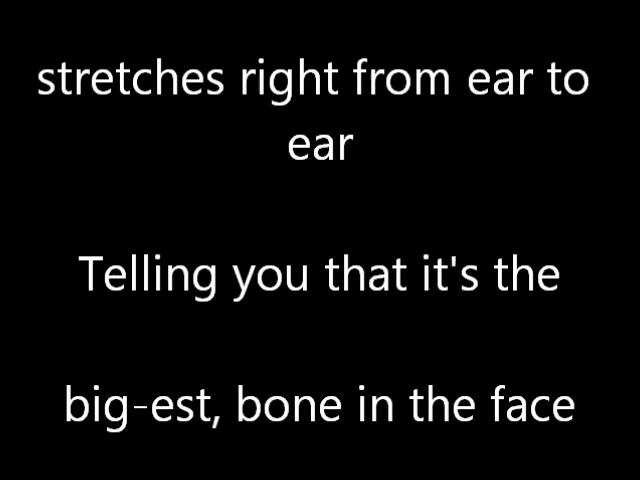 stretches right from ear to
ear
Telling you that it's the
big-est, bone in the face